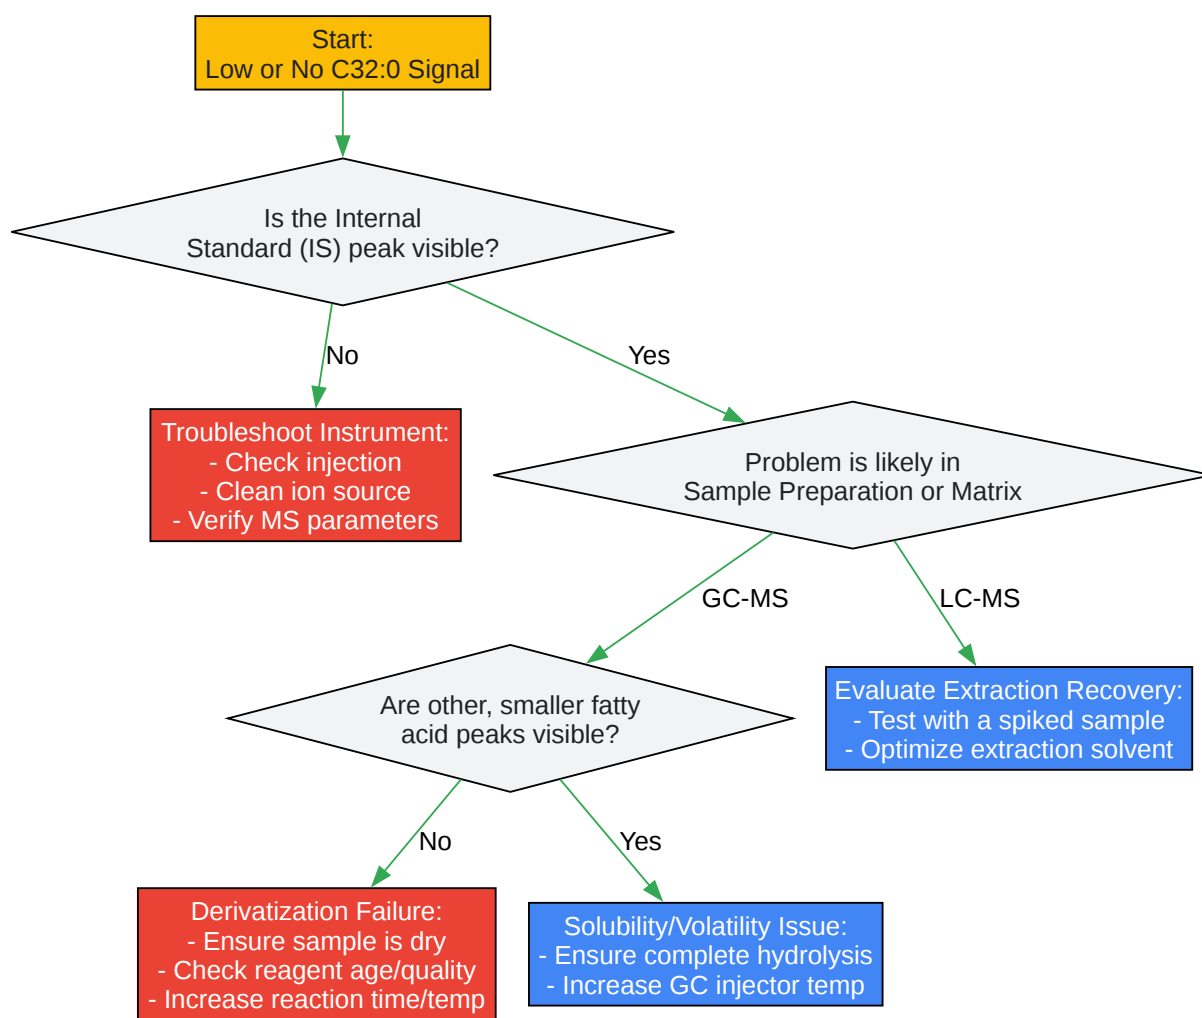 Start:
Low or No C32:0 Signal
Is the Internal
Standard (IS) peak visible?
No
Yes
Troubleshoot Instrument:
- Check injection
- Clean ion source
- Verify MS parameters
Problem is likely in
Sample Preparation or Matrix
GC-MS
LC-MS
Are other, smaller fatty
acid peaks visible?
Evaluate Extraction Recovery:
- Test with a spiked sample
- Optimize extraction solvent
No
Yes
Derivatization Failure:
- Ensure sample is dry
- Check reagent age/quality
- Increase reaction time/temp
Solubility/Volatility Issue:
- Ensure complete hydrolysis
- Increase GC injector temp